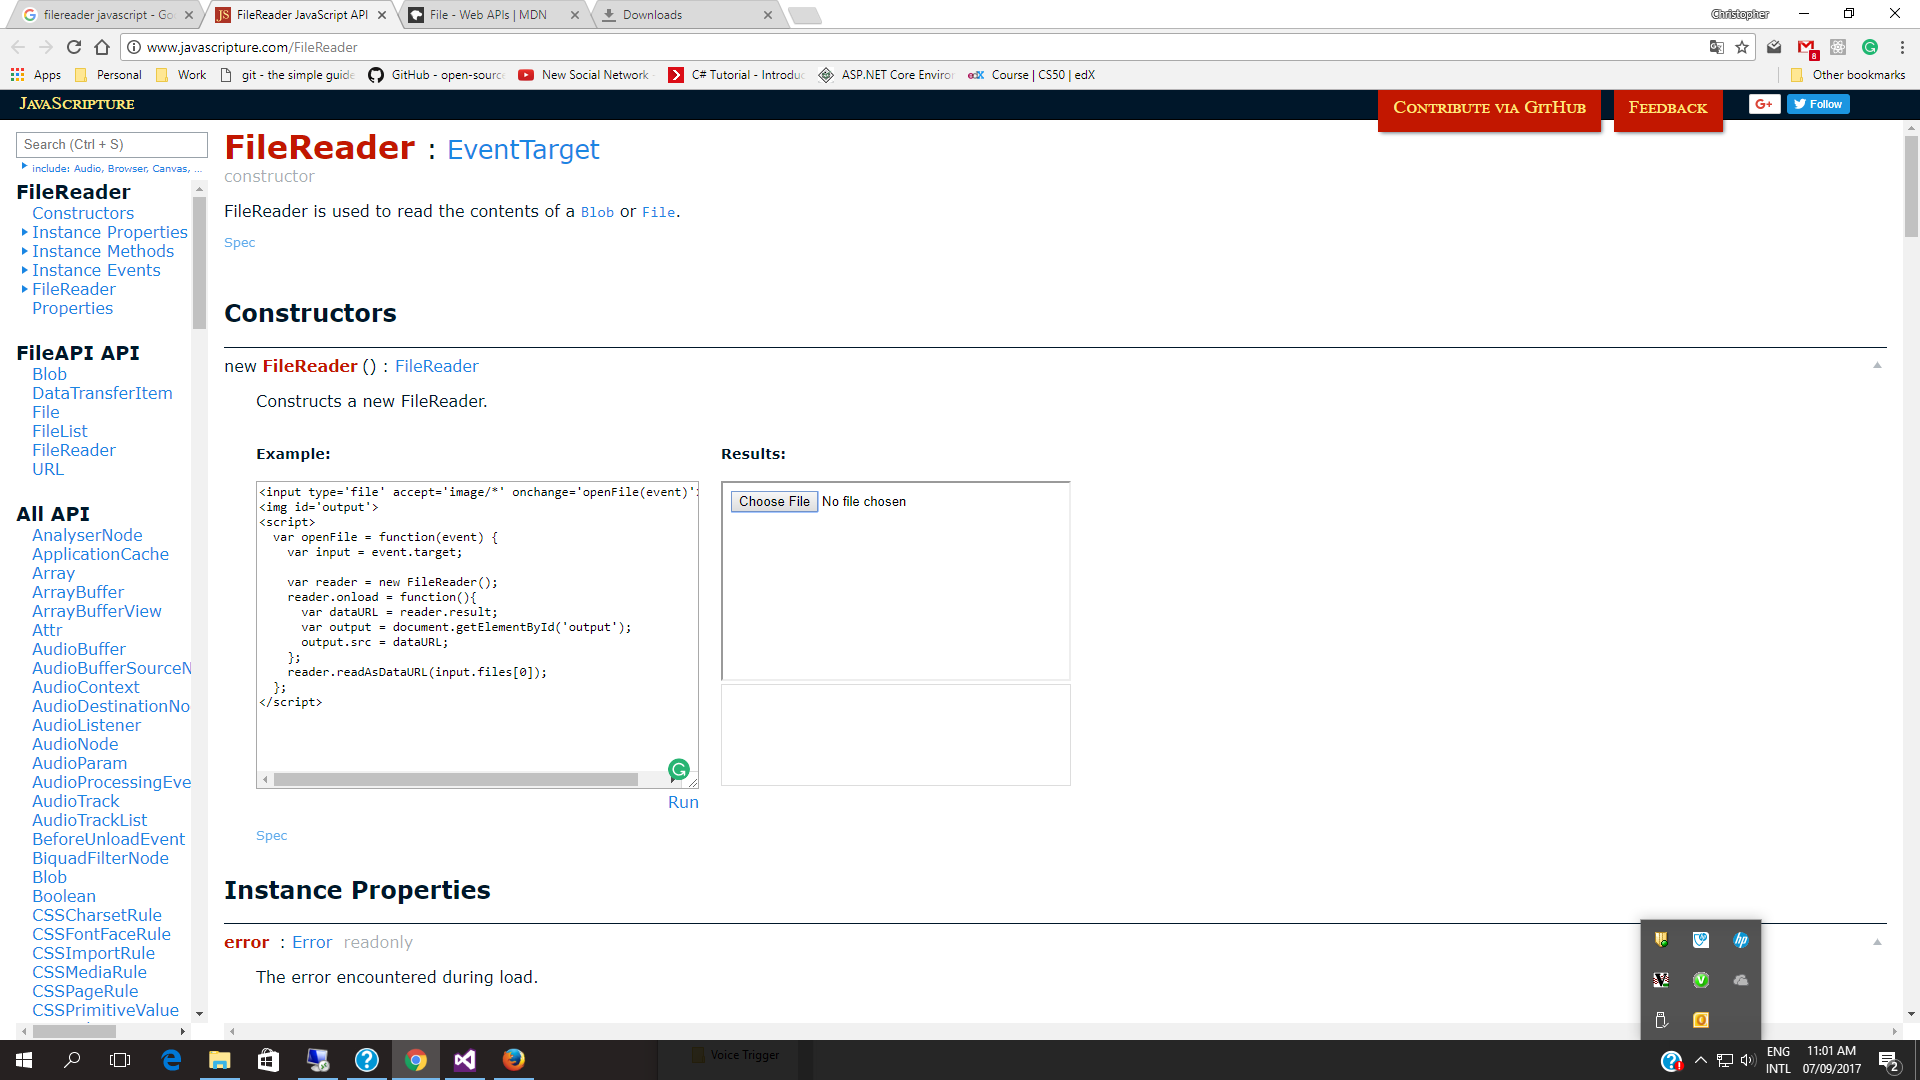 filereader javascript - Go
FileReader JavaScript API
File - Web APIs | MDN
Downloads
Christopher
www.javascripture.com/FileReader
Apps
Personal
Work
git - the simple guide
GitHub - open-source
New Social Network
C# Tutorial - Introduc
ASP.NET Core Enviror
edX Course | CS50 | edX
Other bookmarks
JavaScripture
Contribute via GitHub
Feedback
G+
Follow
Search (Ctrl + S)
include: Audio, Browser, Canvas, ...
FileReader
Constructors
Instance Properties
Instance Methods
Instance Events
FileReader
Properties
FileAPI API
Blob
DataTransferItem
File
FileList
FileReader
URL
All API
AnalyserNode
ApplicationCache
Array
ArrayBuffer
ArrayBufferView
Attr
AudioBuffer
AudioBufferSourceN
AudioContext
AudioDestinationNo
AudioListener
AudioNode
AudioParam
AudioProcessingEve
AudioTrack
AudioTrackList
BeforeUnloadEvent
BiquadFilterNode
Blob
Boolean
CSSCharsetRule
CSSFontFaceRule
CSSImportRule
CSSMediaRule
CSSPageRule
CSSPrimitiveValue
FileReader : EventTarget
constructor
FileReader is used to read the contents of a Blob or File.
Spec
Constructors
new FileReader () : FileReader
Constructs a new FileReader.
Example:
<input type='file' accept='image/*' onchange='openFile(event)'
<img id='output'>
<script>
var openFile = function(event) {
var input = event.target;
var reader = new FileReader();
reader.onload = function(){
var dataURL = reader.result;
var output = document.getElementById('output');
output.src = dataURL;
};
reader.readAsDataURL(input.files[0]);
};
</script>
Run
Results:
Choose File No file chosen
Spec
Instance Properties
error : Error readonly
The error encountered during load.
Voice Trigger
ENG
INTL
11:01 AM
07/09/2017
2